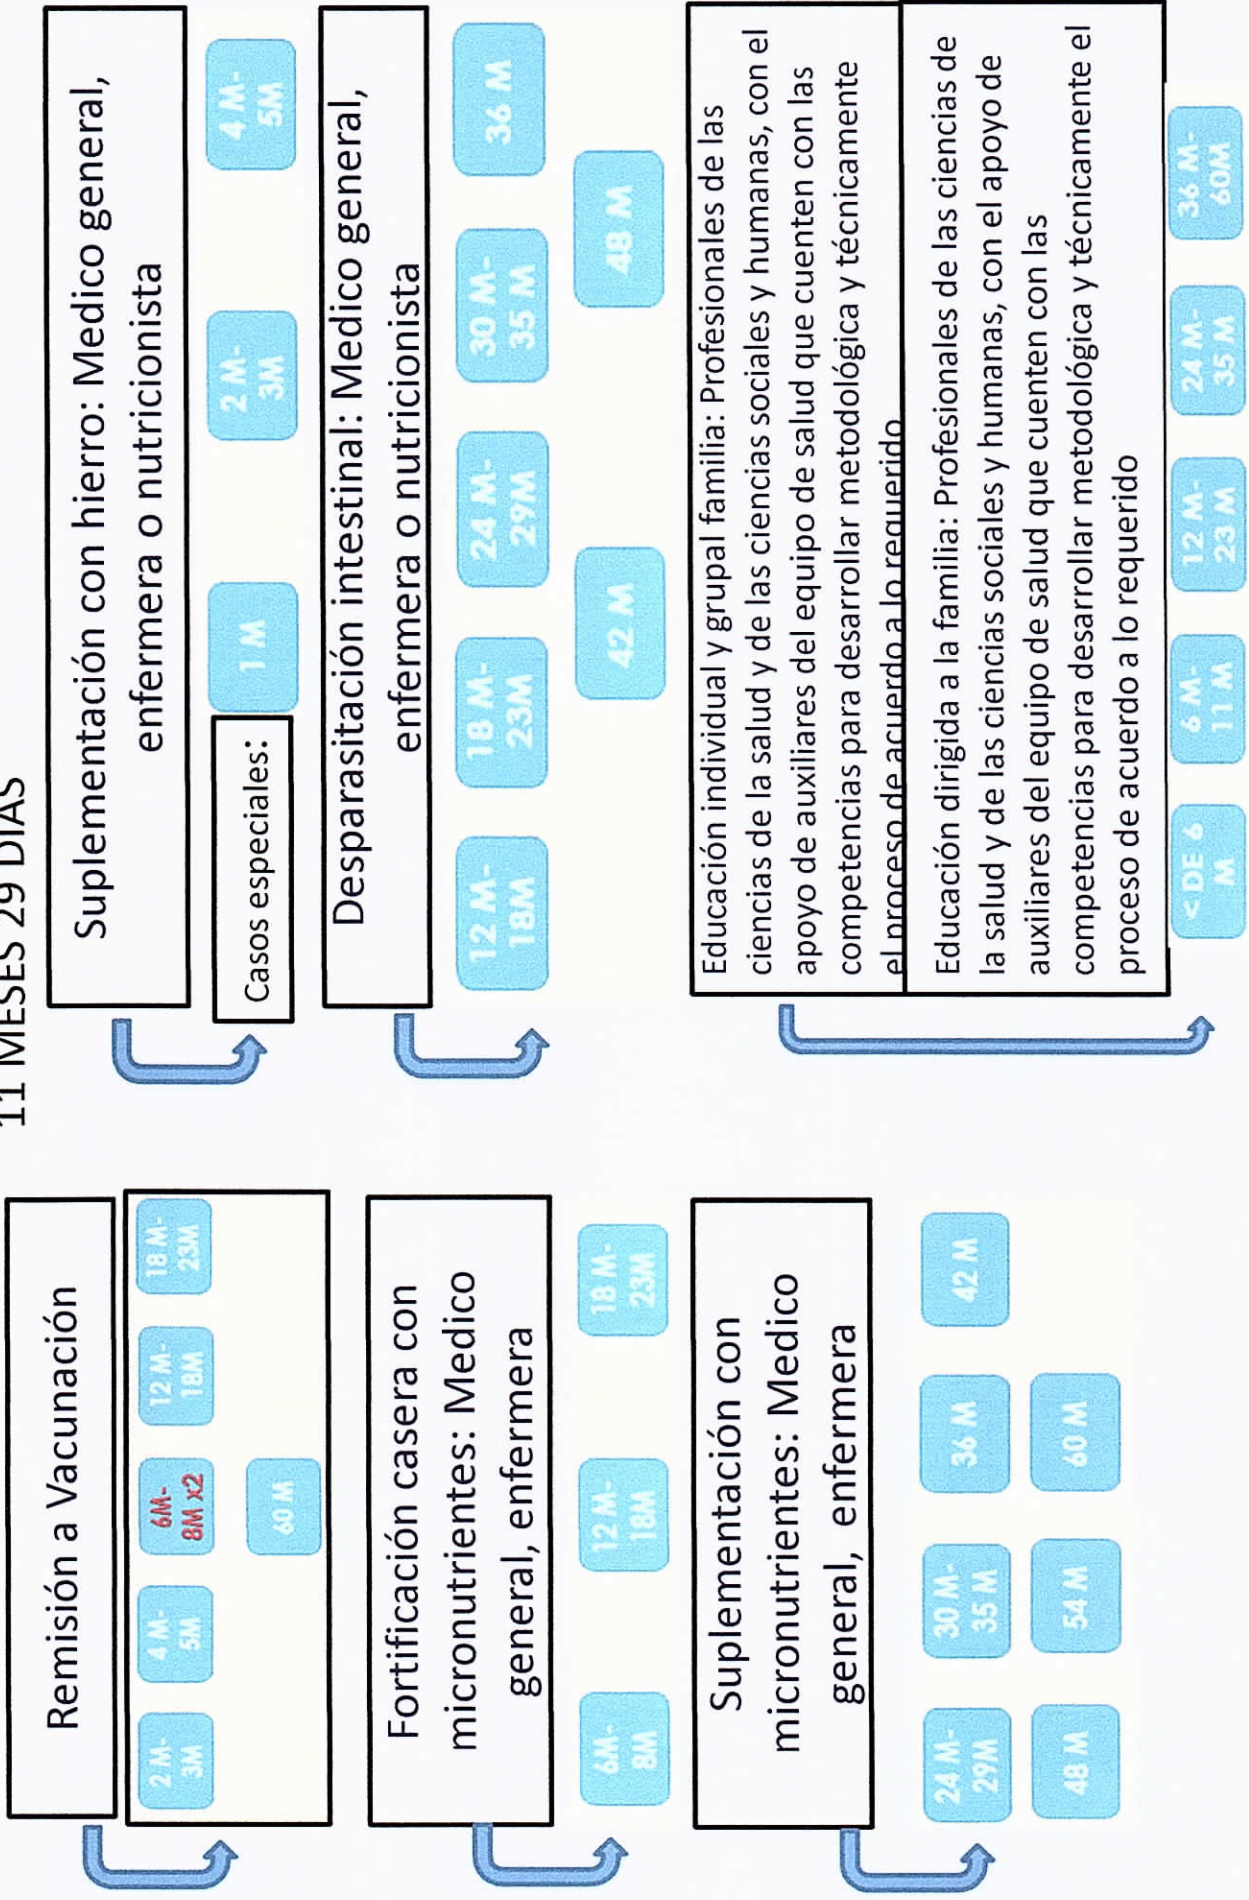 11 MESES 29 DIAS
Remisión a Vacunación
2 M-
3M
4 M-
5M
6M-
8M x2
12 M-
18M
18 M-
23M
60 M
Fortificación casera con
micronutrientes: Medico
general, enfermera
6M-
8M
12 M-
18M
18 M-
23M
Suplementación con
micronutrientes: Medico
general, enfermera
24 M-
29M
30 M-
35 M
36 M
42 M
48 M
54 M
60 M
Suplementación con hierro: Medico general,
enfermera o nutricionista
Casos especiales:
1 M
2 M-
3M
4 M-
5M
Desparasitación intestinal: Medico general,
enfermera o nutricionista
12 M-
18M
18 M-
23M
24 M-
29M
30 M-
35 M
36 M
42 M
48 M
Educación individual y grupal familia: Profesionales de las
ciencias de la salud y de las ciencias sociales y humanas, con el
apoyo de auxiliares del equipo de salud que cuenten con las
competencias para desarrollar metodológica y técnicamente
el proceso de acuerdo a lo requerido
Educación dirigida a la familia: Profesionales de las ciencias de
la salud y de las ciencias sociales y humanas, con el apoyo de
auxiliares del equipo de salud que cuenten con las
competencias para desarrollar metodológica y técnicamente el
proceso de acuerdo a lo requerido
< DE 6
M
6 M-
11 M
12 M-
23 M
24 M-
35 M
36 M-
60M